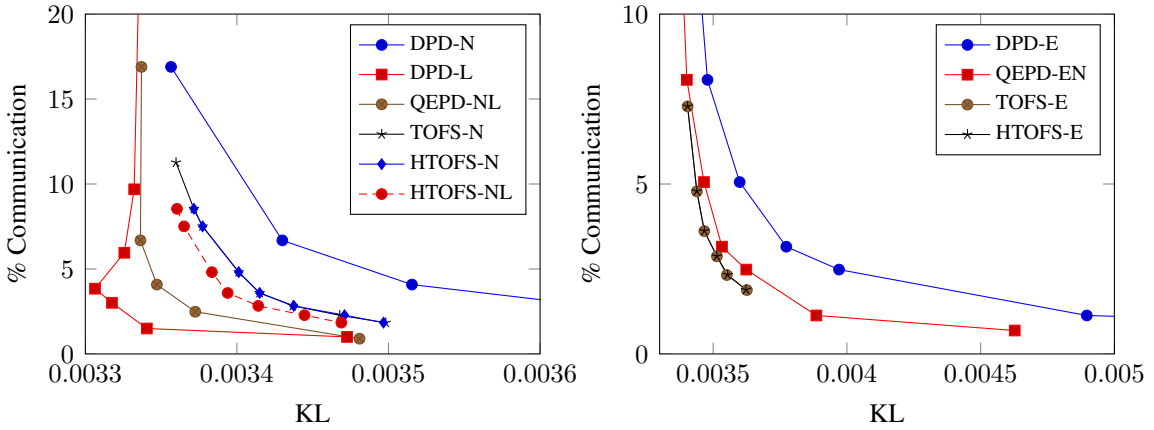 20
15
10
5
0
% Communication
0.0033
0.0034
0.0035
0.0036
KL
DPD-N
DPD-L
QEPD-NL
TOFS-N
HTOFS-N
HTOFS-NL
10
5
0
% Communication
0.0035
0.004
0.0045
0.005
KL
DPD-E
QEPD-EN
TOFS-E
HTOFS-E